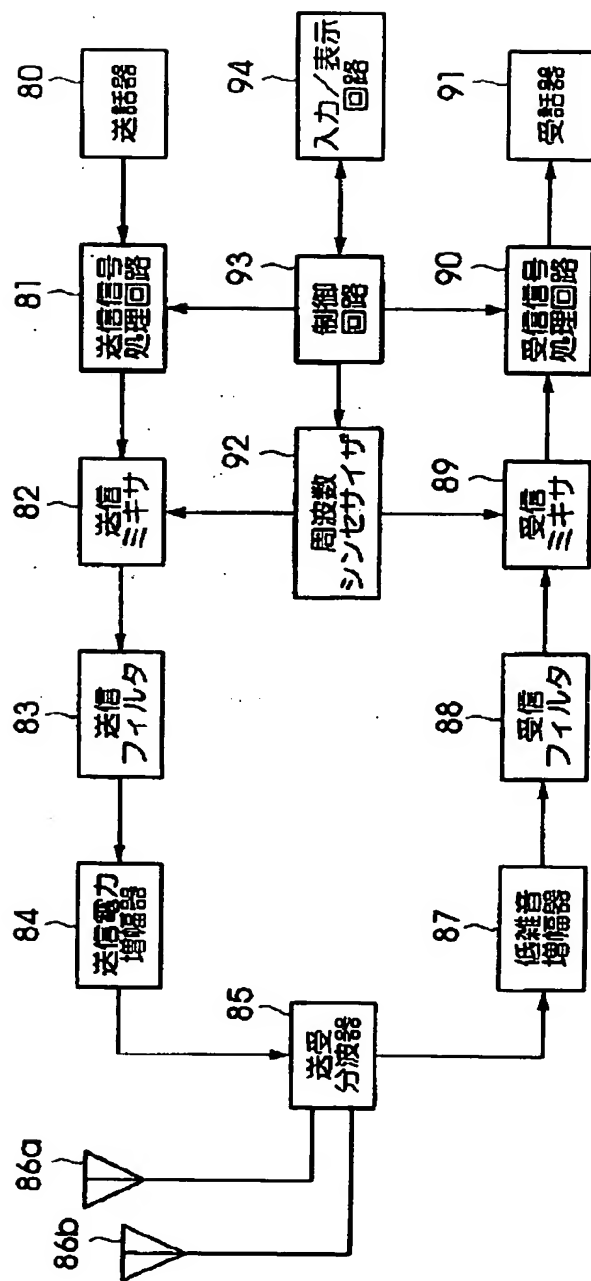 86a
86b
84
送信電力
増幅器
83
送信
フィルタ
82
送信
ミキサ
81
送信信号
処理回路
80
送話器
85
送受
分波器
92
周波数
シンセサイザ
93
制御
回路
94
入力/表示
回路
87
低雑音
増幅器
88
受信
フィルタ
89
受信
ミキサ
90
受信信号
処理回路
91
受話器